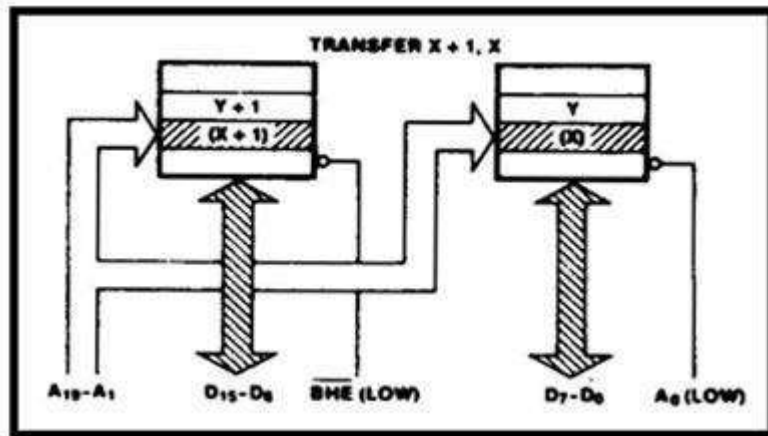 TRANSFER X + 1, X
Y + 1
Y
(X + 1)
(X)
A19-A1
D15-D8
BHE (LOW)
D7-D0
A0 (LOW)